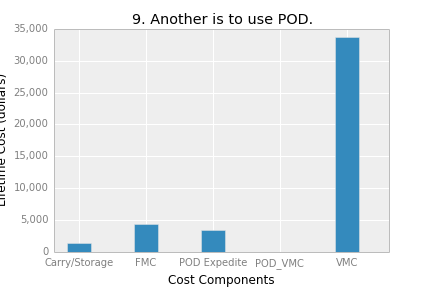 9. Another is to use POD.
35,000
30,000
25,000
20,000
15,000
10,000
5,000
0
Lifetime Cost (dollars)
Carry/Storage FMC POD Expedite POD_VMC VMC
Cost Components